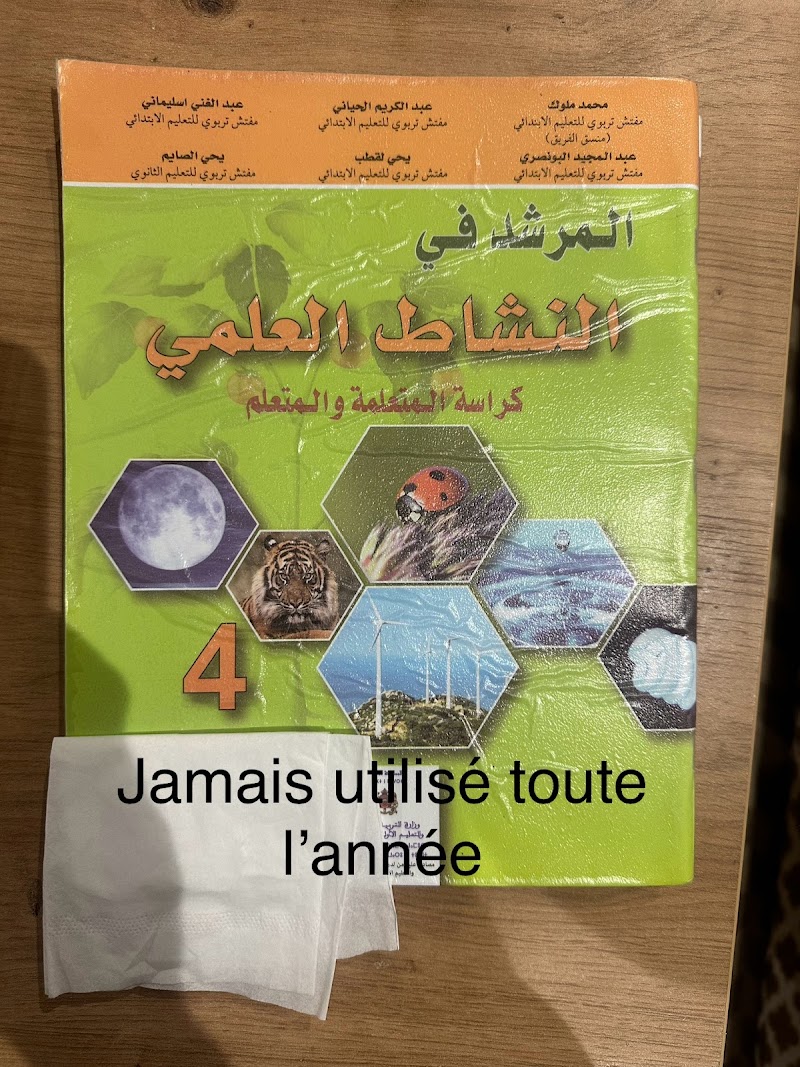 محمد ملوك
مفتش تربوي للتعليم الابتدائي
(منسق الفريق)
عبد الكريم الحياني
مفتش تربوي للتعليم الابتدائي
عبد الغني اسليماني
مفتش تربوي للتعليم الابتدائي
عبد المجيد البونصري
مفتش تربوي للتعليم الابتدائي
يحي لقطب
مفتش تربوي للتعليم الابتدائي
يحي الصايم
مفتش تربوي للتعليم الثانوي
المرشد في
النشاط العلمي
كراسة المتعلمة والمتعلم
4
Jamais utilisé toute
l’année
وزارة التربية